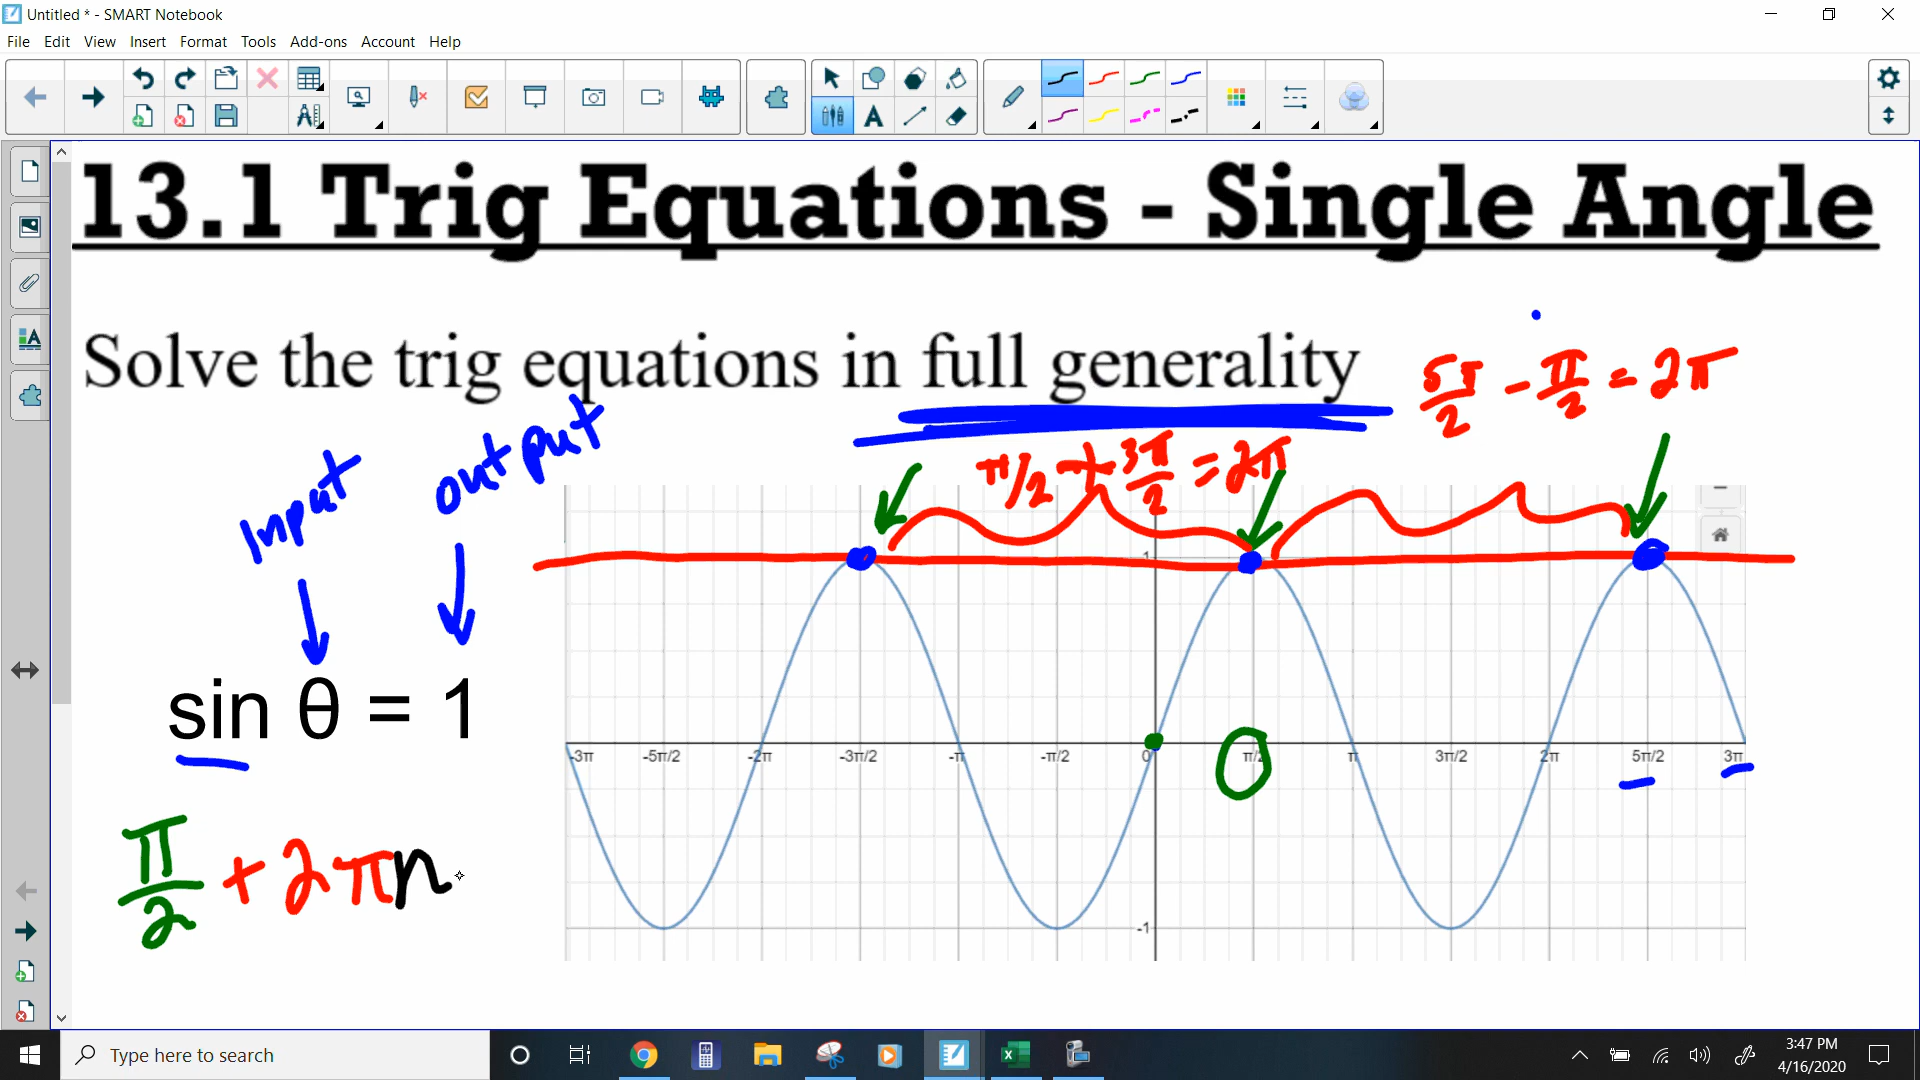 Untitled * - SMART Notebook
File Edit View Insert Format Tools Add-ons Account Help
13.1 Trig Equations - Single Angle
Solve the trig equations in full generality
5π/2 - π/2 = 2π
input
output
π/2 + 3π/2 = 2π
1
sin θ = 1
-3π -5π/2 -2π -3π/2 -π -π/2 0 π/2 π 3π/2 2π 5π/2 3π
π/2 + 2πn
-1
Type here to search
3:47 PM
4/16/2020